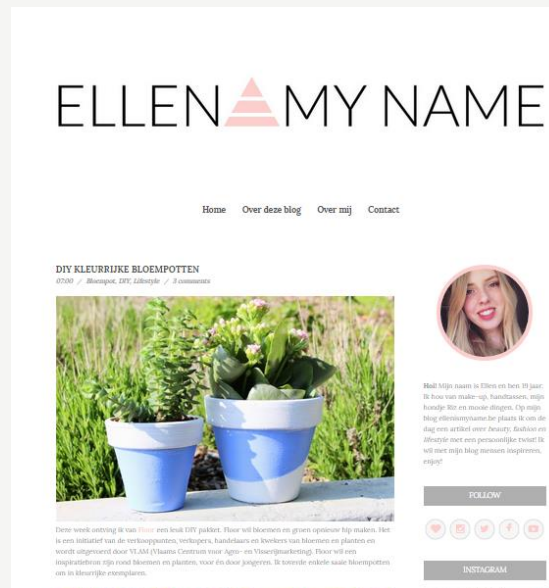 ELLEN MY NAME
Home Over deze blog Over mij Contact
DIY KLEURRIJKE BLOEMPOTTEN
07:00 / Bloempot, DIY, Lifestyle / 3 comments
Hoi! Mijn naam is Ellen en ben 19 jaar.
Ik hou van make-up, handtassen, mijn
hondje Ritz en mooie dingen. Op mijn
blog ellenismyname.be plaats ik om de
dag een artikel over beauty, fashion en
lifestyle met een persoonlijke twist! Ik
wil met mijn blog mensen inspireren,
enjoy!
FOLLOW
INSTAGRAM
Deze week ontving ik van Floor een leuk DIY pakket. Floor wil bloemen en groen opnieuw hip maken. Het
is een initiatief van de verkooppunten, verkopers, handelaars en kwekers van bloemen en planten en
wordt uitgevoerd door VLAM (Vlaams Centrum voor Agro- en Visserijmarketing). Floor wil een
inspiratiebron zijn rond bloemen en planten, voor én door jongeren. Ik toverde enkele saaie bloempotten
om in kleurrijke exemplaren.